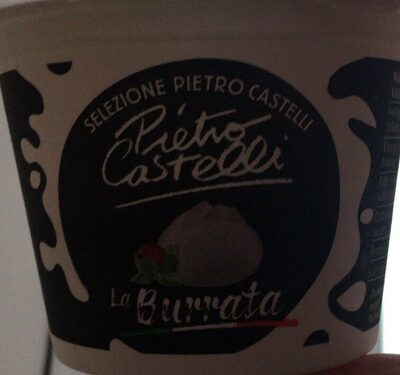 SELEZIONE PIETRO CASTELLI
Pietro
Castelli
La Burrata